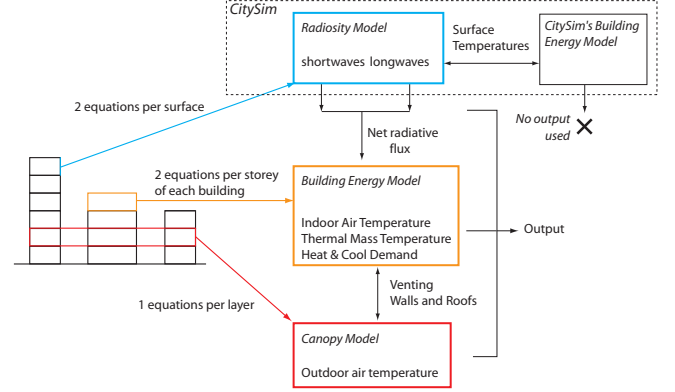 CitySim
Radiosity Model
shortwaves longwaves
Surface
Temperatures
CitySim's Building
Energy Model
2 equations per surface
No output
used
Net radiative
flux
2 equations per storey
of each building
Building Energy Model
Indoor Air Temperature
Thermal Mass Temperature
Heat & Cool Demand
Output
Venting
Walls and Roofs
1 equations per layer
Canopy Model
Outdoor air temperature